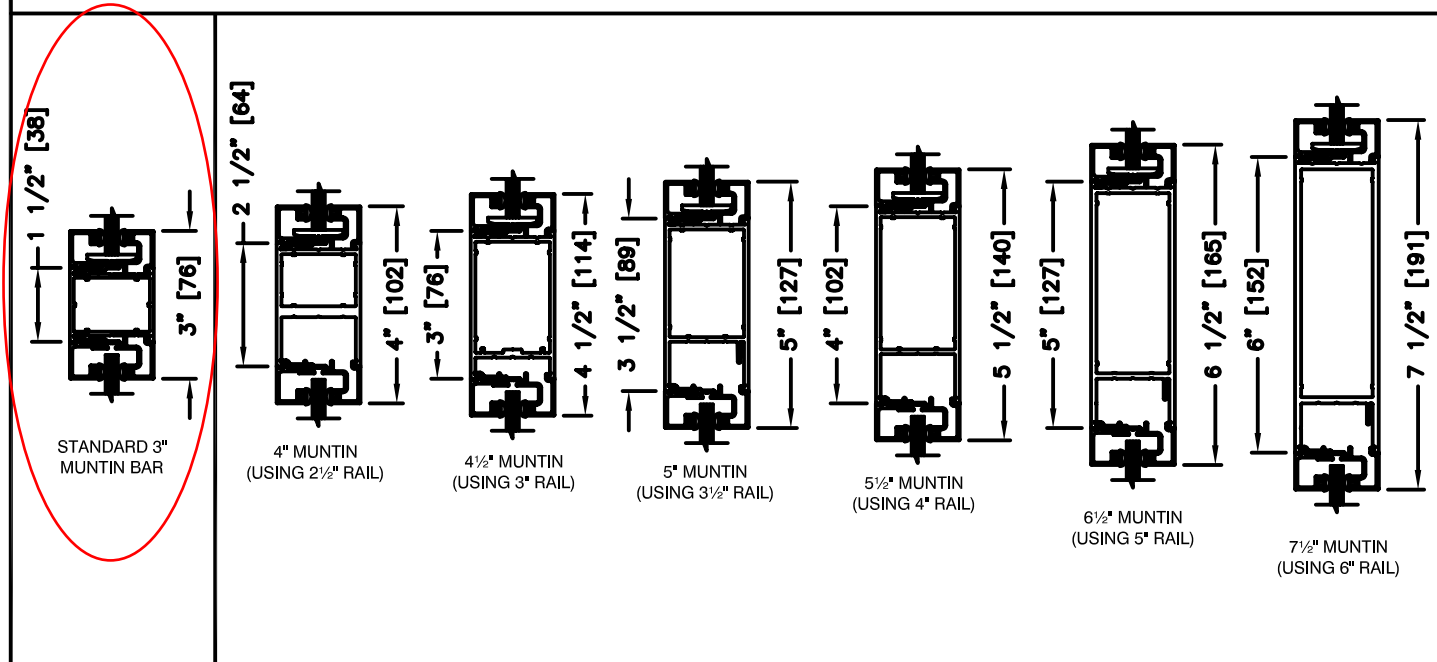 1 1/2" [38]
3" [76]
STANDARD 3"
MUNTIN BAR
2 1/2" [64]
4" [102]
4" MUNTIN
(USING 2½" RAIL)
3" [76]
4 1/2" [114]
4½" MUNTIN
(USING 3" RAIL)
3 1/2" [89]
5" [127]
5" MUNTIN
(USING 3½" RAIL)
4" [102]
5 1/2" [140]
5½" MUNTIN
(USING 4" RAIL)
5" [127]
6 1/2" [165]
6½" MUNTIN
(USING 5" RAIL)
6" [152]
7 1/2" [191]
7½" MUNTIN
(USING 6" RAIL)